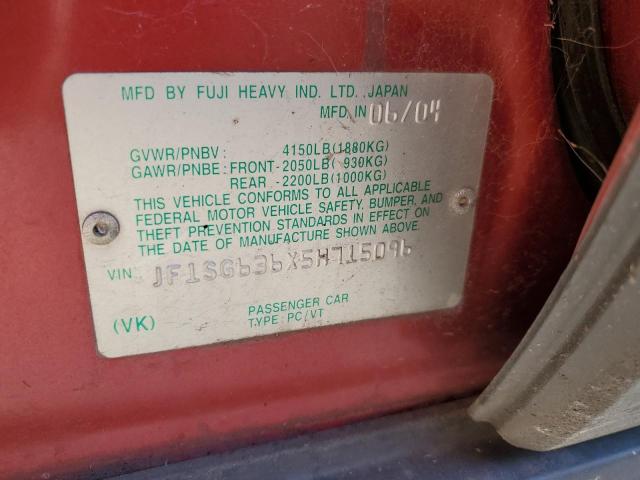 MFD BY FUJI HEAVY IND. LTD. JAPAN
MFD IN 06/04
GVWR/PNBV: 4150LB(1880KG)
GAWR/PNBE: FRONT-2050LB( 930KG)
REAR -2200LB(1000KG)
THIS VEHICLE CONFORMS TO ALL APPLICABLE
FEDERAL MOTOR VEHICLE SAFETY, BUMPER, AND
THEFT PREVENTION STANDARDS IN EFFECT ON
THE DATE OF MANUFACTURE SHOWN ABOVE.
VIN: JF1SG636X5H715096
PASSENGER CAR
(VK) TYPE: PC/VT